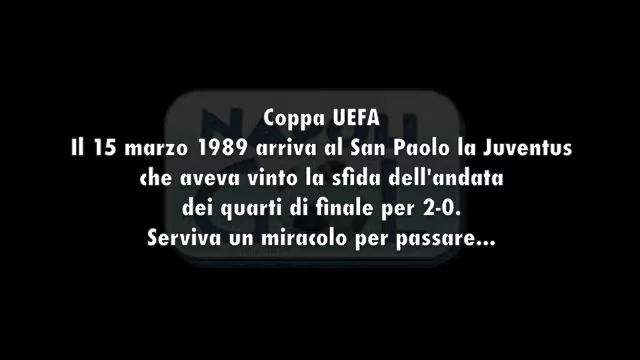 Coppa UEFA
Il 15 marzo 1989 arriva al San Paolo la Juventus
che aveva vinto la sfida dell'andata
dei quarti di finale per 2-0.
Serviva un miracolo per passare...